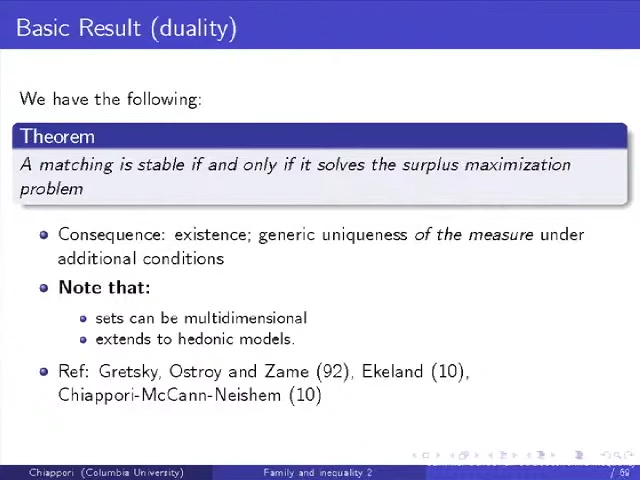 Basic Result (duality)
We have the following:
Theorem
A matching is stable if and only if it solves the surplus maximization
problem
Consequence: existence; generic uniqueness of the measure under
additional conditions
Note that:
sets can be multidimensional
extends to hedonic models.
Ref: Gretsky, Ostroy and Zame (92), Ekeland (10),
Chiappori-McCann-Neishem (10)
Chiappori (Columbia University)
Family and inequality 2
/ 69